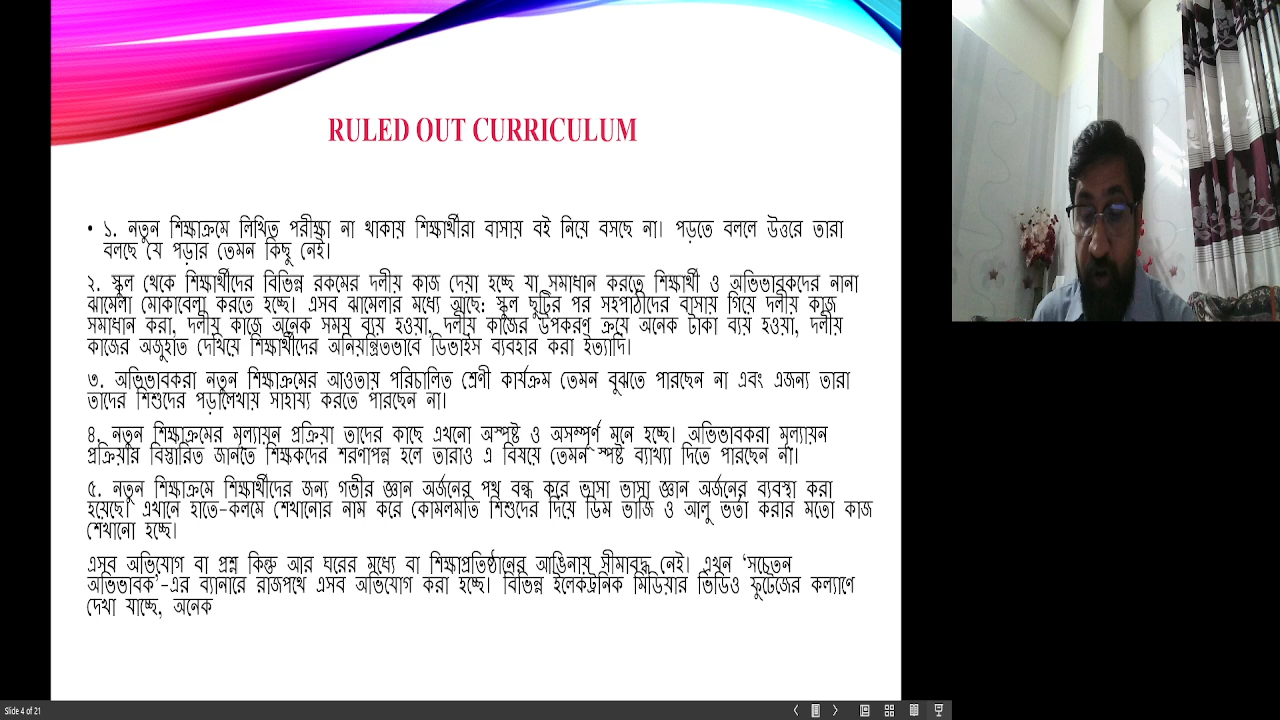 RULED OUT CURRICULUM
• ১. নতুন শিক্ষাক্রমে লিখিত পরীক্ষা না থাকায় শিক্ষার্থীরা বাসায় বই নিয়ে বসছে না। পড়তে বললে উত্তরে তারা
বলছে যে পড়ার তেমন কিছু নেই।
২. স্কুল থেকে শিক্ষার্থীদের বিভিন্ন রকমের দলীয় কাজ দেয়া হচ্ছে যা সমাধান করতে শিক্ষার্থী ও অভিভাবকদের নানা
ঝামেলা মোকাবেলা করতে হচ্ছে। এসব ঝামেলার মধ্যে আছে: স্কুল ছুটির পর সহপাঠীদের বাসায় গিয়ে দলীয় কাজ
সমাধান করা, দলীয় কাজে অনেক সময় ব্যয় হওয়া, দলীয় কাজের উপকরণ ক্রয়ে অনেক টাকা ব্যয় হওয়া, দলীয়
কাজের অজুহাত দেখিয়ে শিক্ষার্থীদের অনিয়ন্ত্রিতভাবে ডিভাইস ব্যবহার করা ইত্যাদি।
৩. অভিভাবকরা নতুন শিক্ষাক্রমের আওতায় পরিচালিত শ্রেণী কার্যক্রম তেমন বুঝতে পারছেন না এবং এজন্য তারা
তাদের শিশুদের পড়ালেখায় সাহায্য করতে পারছেন না।
৪. নতুন শিক্ষাক্রমের মূল্যায়ন প্রক্রিয়া তাদের কাছে এখনো অস্পষ্ট ও অসম্পূর্ণ মনে হচ্ছে। অভিভাবকরা মূল্যায়ন
প্রক্রিয়ার বিস্তারিত জানতে শিক্ষকদের শরণাপন্ন হলে তারাও এ বিষয়ে তেমন স্পষ্ট ব্যাখ্যা দিতে পারছেন না।
৫. নতুন শিক্ষাক্রমে শিক্ষার্থীদের জন্য গভীর জ্ঞান অর্জনের পথ বন্ধ করে ভাসা ভাসা জ্ঞান অর্জনের ব্যবস্থা করা
হয়েছে। এখানে হাতে-কলমে শেখানোর নাম করে কোমলমতি শিশুদের দিয়ে ডিম ভাজি ও আলু ভর্তা করার মতো কাজ
শেখানো হচ্ছে।
এসব অভিযোগ বা প্রশ্ন কিন্তু আর ঘরের মধ্যে বা শিক্ষাপ্রতিষ্ঠানের আঙিনায় সীমাবদ্ধ নেই। এখন ‘সচেতন
অভিভাবক’-এর ব্যানারে রাজপথে এসব অভিযোগ করা হচ্ছে। বিভিন্ন ইলেকট্রনিক মিডিয়ার ভিডিও ফুটেজের কল্যাণে
দেখা যাচ্ছে, অনেক
Slide 4 of 21